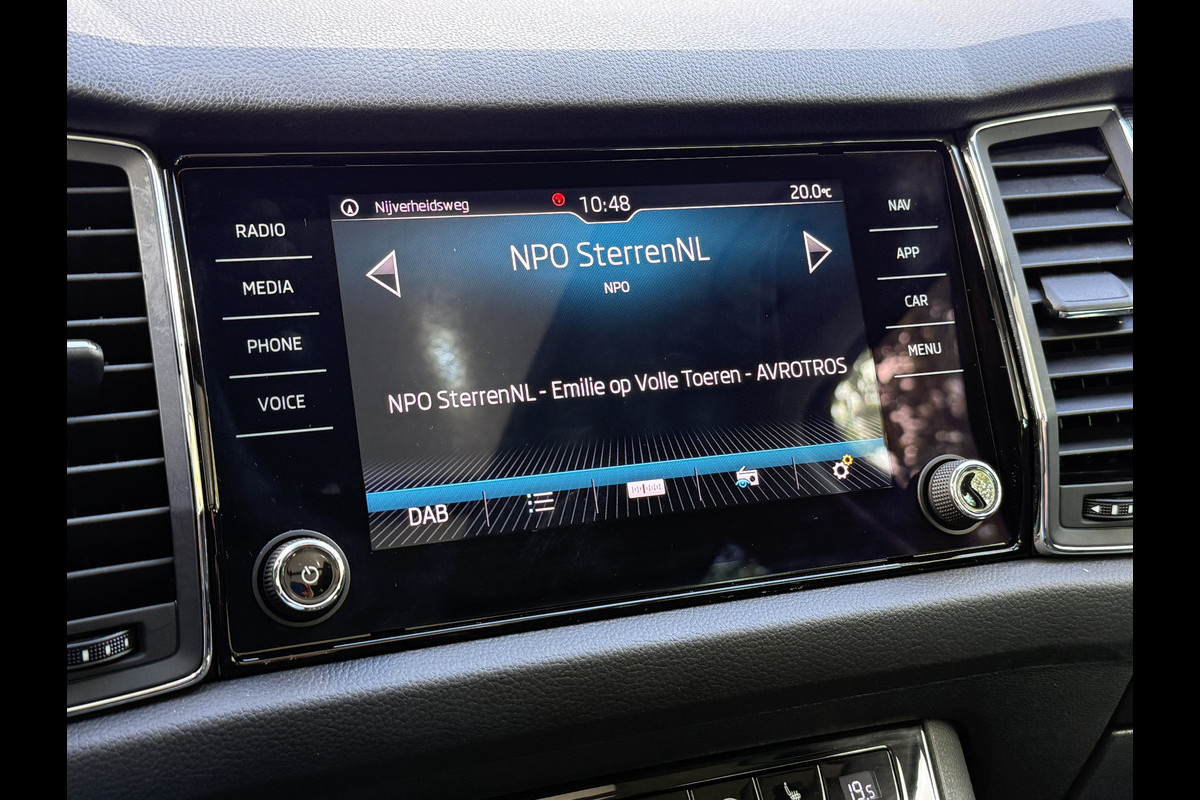 Nijverheidsweg
10:48
20.0°C
RADIO
MEDIA
PHONE
VOICE
NPO SterrenNL
NPO
NPO SterrenNL - Emilie op Volle Toeren - AVROTROS
DAB
NAV
APP
CAR
MENU
19.5